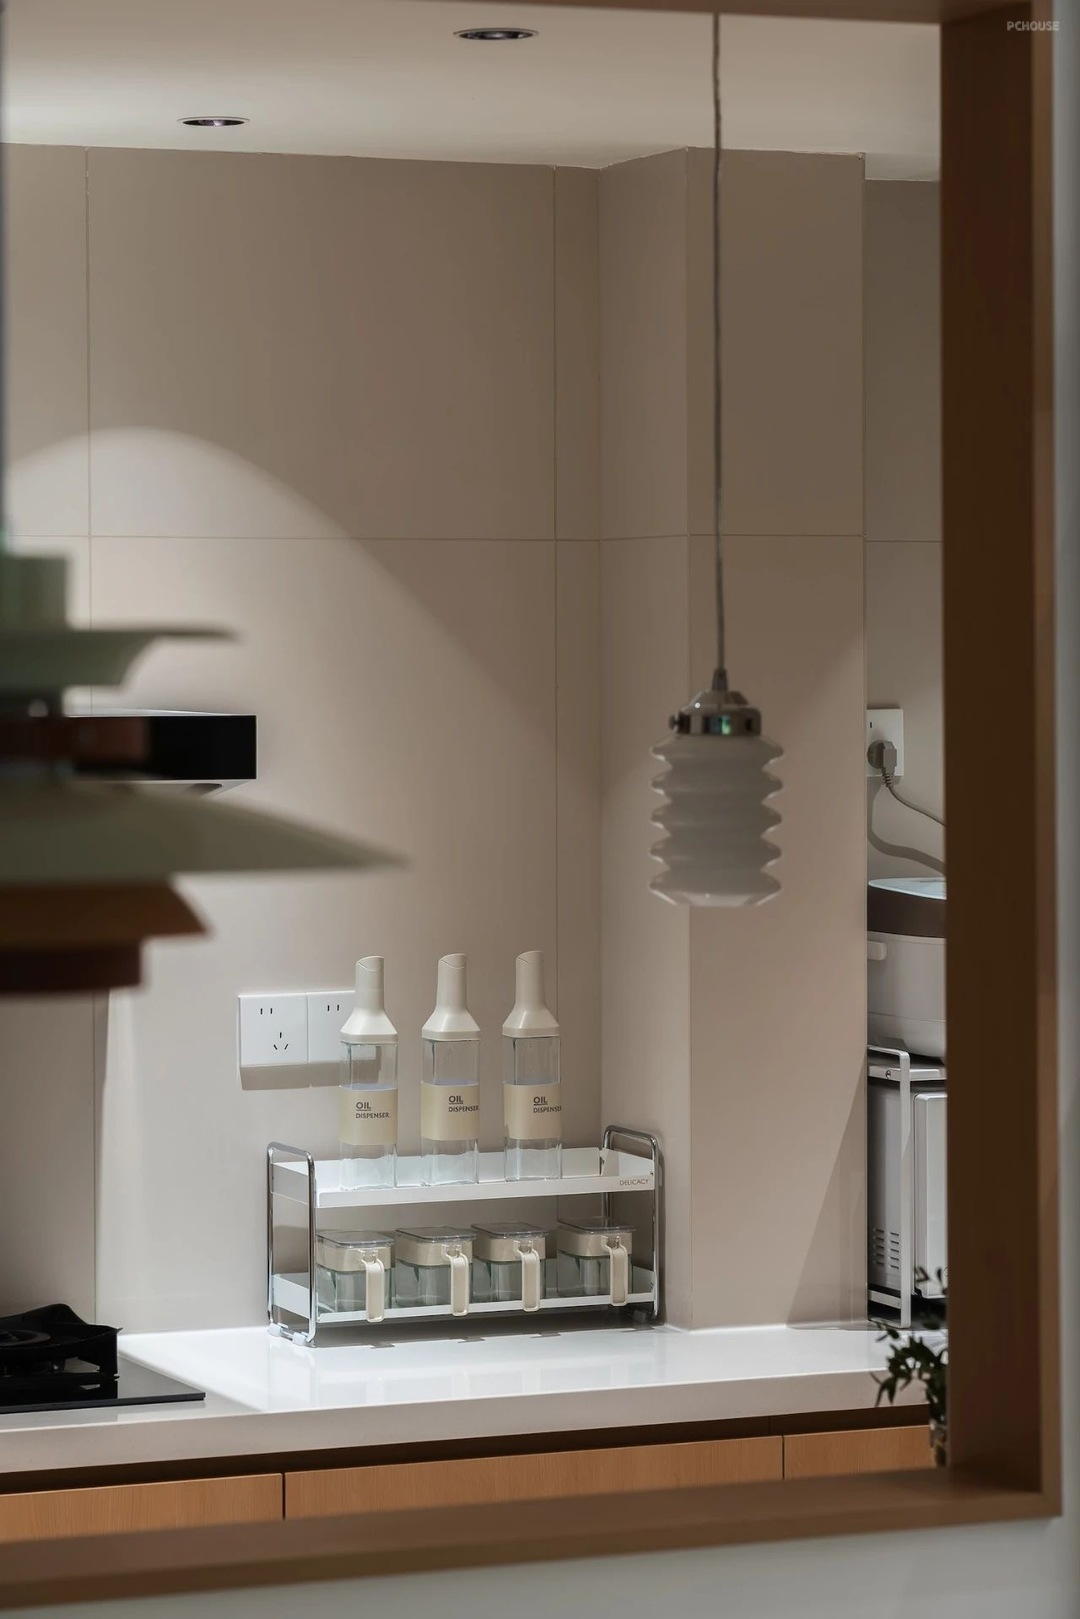 PCHOUSE
OIL
DISPENSER
OIL
DISPENSER
OIL
DISPENSER
DELICACY